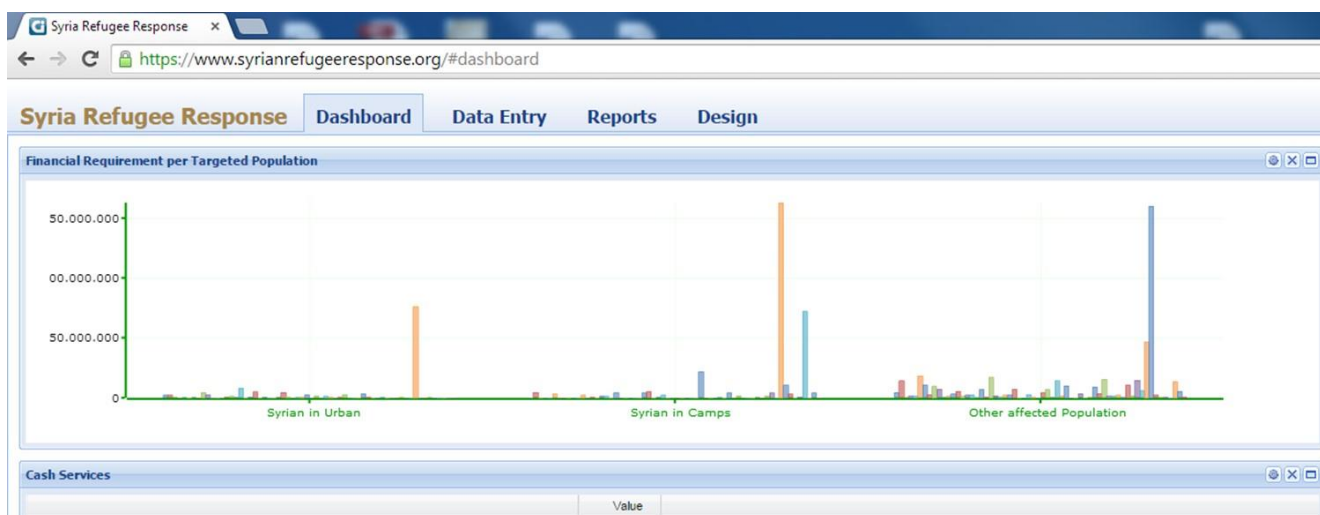 Syria Refugee Response
https://www.syrianrefugeeresponse.org/#dashboard
Syria Refugee Response Dashboard Data Entry Reports Design
Financial Requirement per Targeted Population
50.000.000
00.000.000
50.000.000
0
Syrian in Urban Syrian in Camps Other affected Population
Cash Services
Value